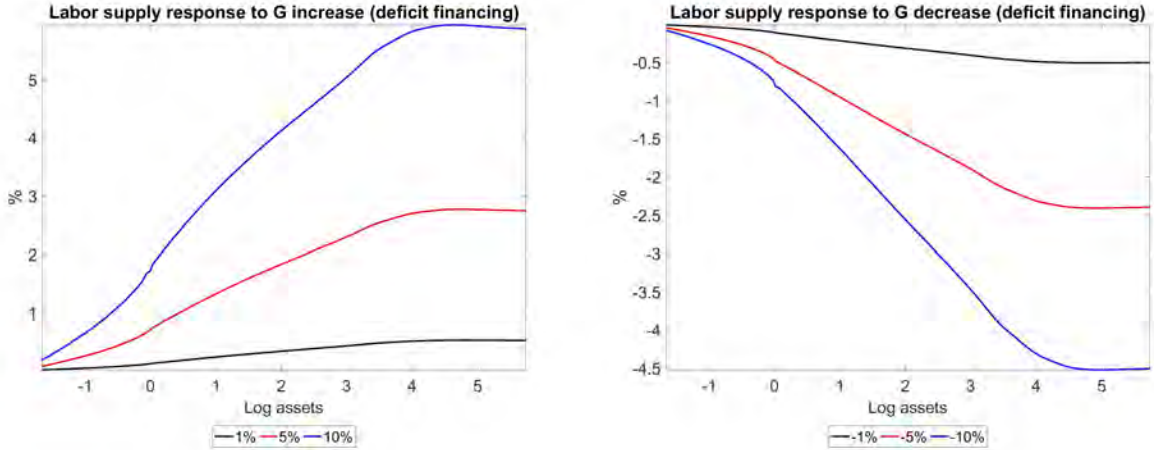 Labor supply response to G increase (deficit financing)
%
5
4
3
2
1
-1 0 1 2 3 4 5
Log assets
1% 5% 10%
Labor supply response to G decrease (deficit financing)
%
-0.5
-1
-1.5
-2
-2.5
-3
-3.5
-4
-4.5
-1 0 1 2 3 4 5
Log assets
-1% -5% -10%